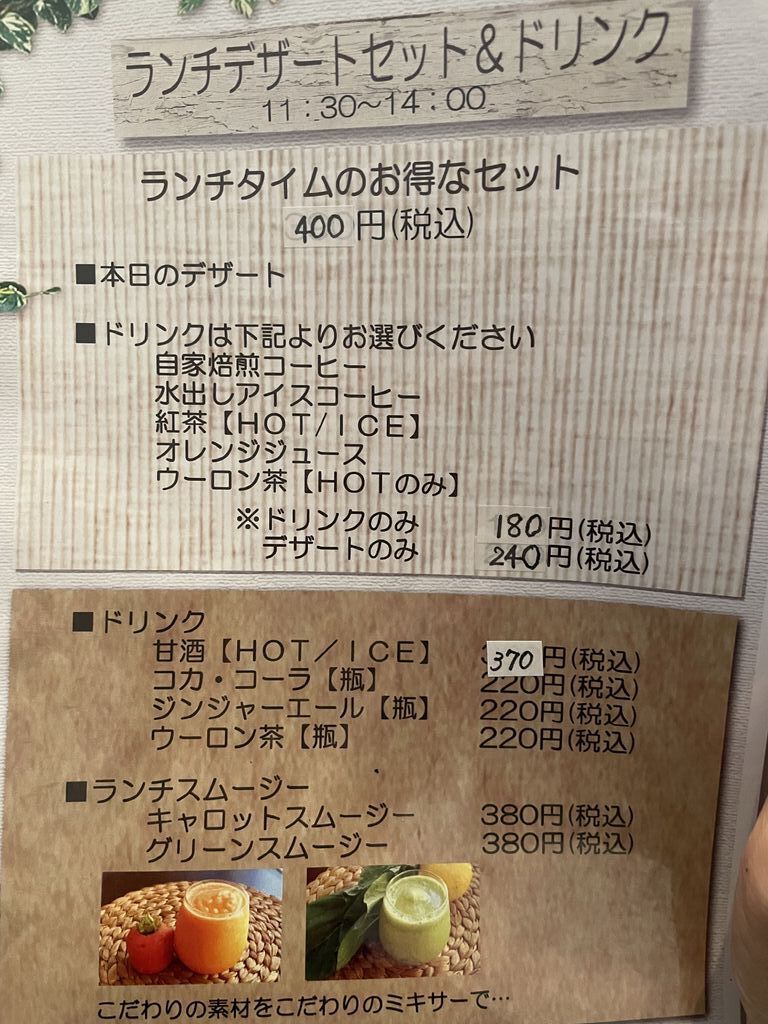 ランチデザートセット＆ドリンク
11：30～14：00
ランチタイムのお得なセット
400円(税込)
■本日のデザート
■ドリンクは下記よりお選びください
自家焙煎コーヒー
水出しアイスコーヒー
紅茶【HOT/ICE】
オレンジジュース
ウーロン茶【HOTのみ】
※ドリンクのみ 180円(税込)
デザートのみ 240円(税込)
■ドリンク
甘酒【HOT／ICE】 370円(税込)
コカ・コーラ【瓶】 220円(税込)
ジンジャーエール【瓶】 220円(税込)
ウーロン茶【瓶】 220円(税込)
■ランチスムージー
キャロットスムージー 380円(税込)
グリーンスムージー 380円(税込)
こだわりの素材をこだわりのミキサーで…